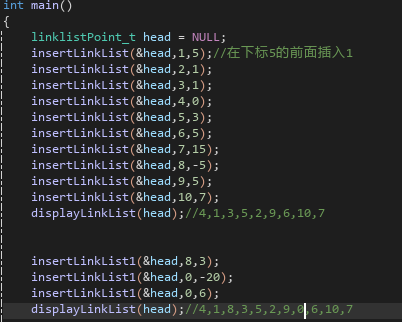 int main()
{
linklistPoint_t head = NULL;
insertLinkList(&head,1,5);//在下标5的前面插入1
insertLinkList(&head,2,1);
insertLinkList(&head,3,1);
insertLinkList(&head,4,0);
insertLinkList(&head,5,3);
insertLinkList(&head,6,5);
insertLinkList(&head,7,15);
insertLinkList(&head,8,-5);
insertLinkList(&head,9,5);
insertLinkList(&head,10,7);
displayLinkList(head);//4,1,3,5,2,9,6,10,7
insertLinkList1(&head,8,3);
insertLinkList1(&head,0,-20);
insertLinkList1(&head,0,6);
displayLinkList(head);//4,1,8,3,5,2,9,0,6,10,7